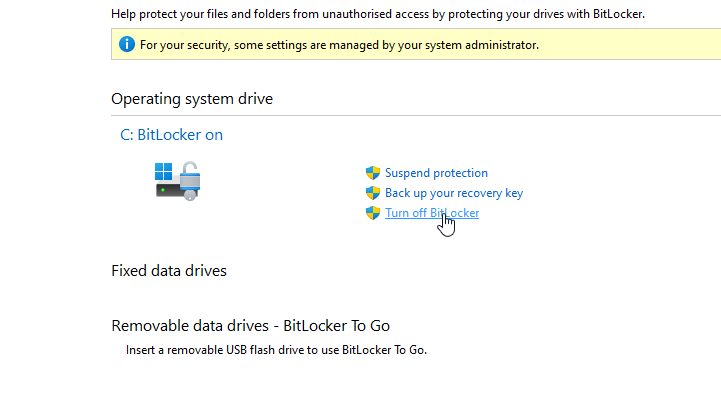 Help protect your files and folders from unauthorised access by protecting your drives with BitLocker.
For your security, some settings are managed by your system administrator.
Operating system drive
C: BitLocker on
Suspend protection
Back up your recovery key
Turn off BitLocker
Fixed data drives
Removable data drives - BitLocker To Go
Insert a removable USB flash drive to use BitLocker To Go.